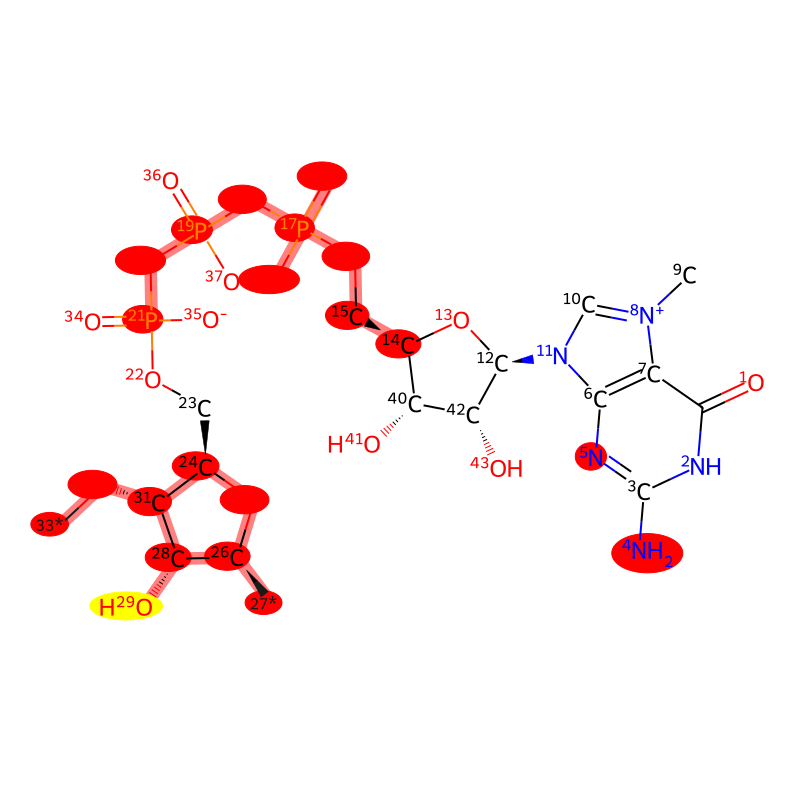 ³⁶O
¹⁹P
¹⁷P
³⁷O
³⁴O
²¹P
³⁵O⁻
¹⁵C
¹³O
¹⁴C
²²O
²³C
¹²C
¹¹N
¹⁰C
⁹C
⁸N⁺
⁷C
¹O
⁶C
⁴⁰C
⁴²C
H⁴¹O
⁴³OH
⁵N
²NH
³C
⁴NH₂
²⁴C
³¹C
³³*
²⁸C
²⁶C
H²⁹O
²⁷*